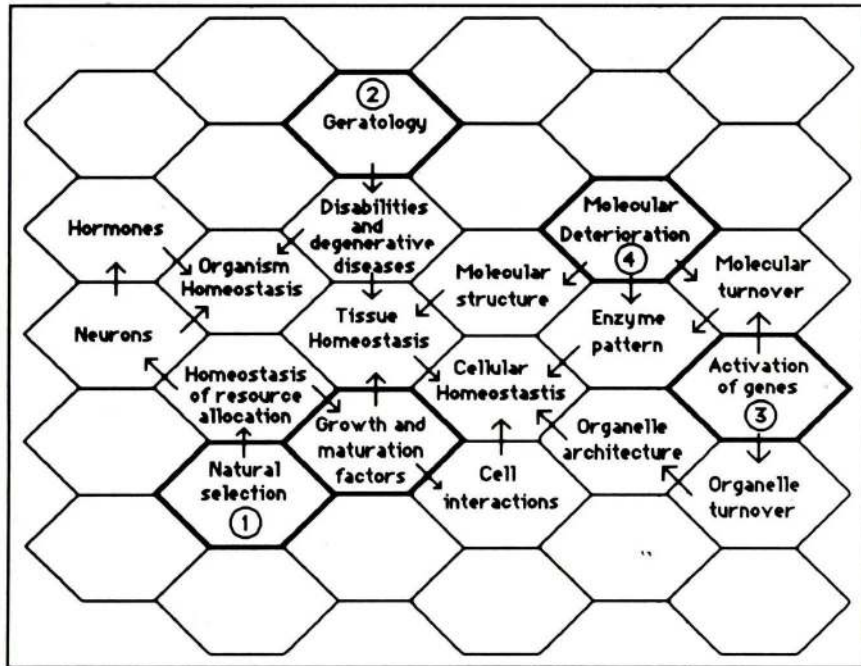 ②
Geratology
Disabilities
and
degenerative
diseases
Molecular
Deterioration
④
Hormones
Organism
Homeostasis
Molecular
structure
Molecular
turnover
Neurons
Tissue
Homeostasis
Enzyme
pattern
Homeostasis
of resource
allocation
Cellular
Homeostastis
Activation
of genes
③
Growth and
maturation
factors
Organelle
architecture
Natural
selection
①
Cell
interactions
Organelle
turnover